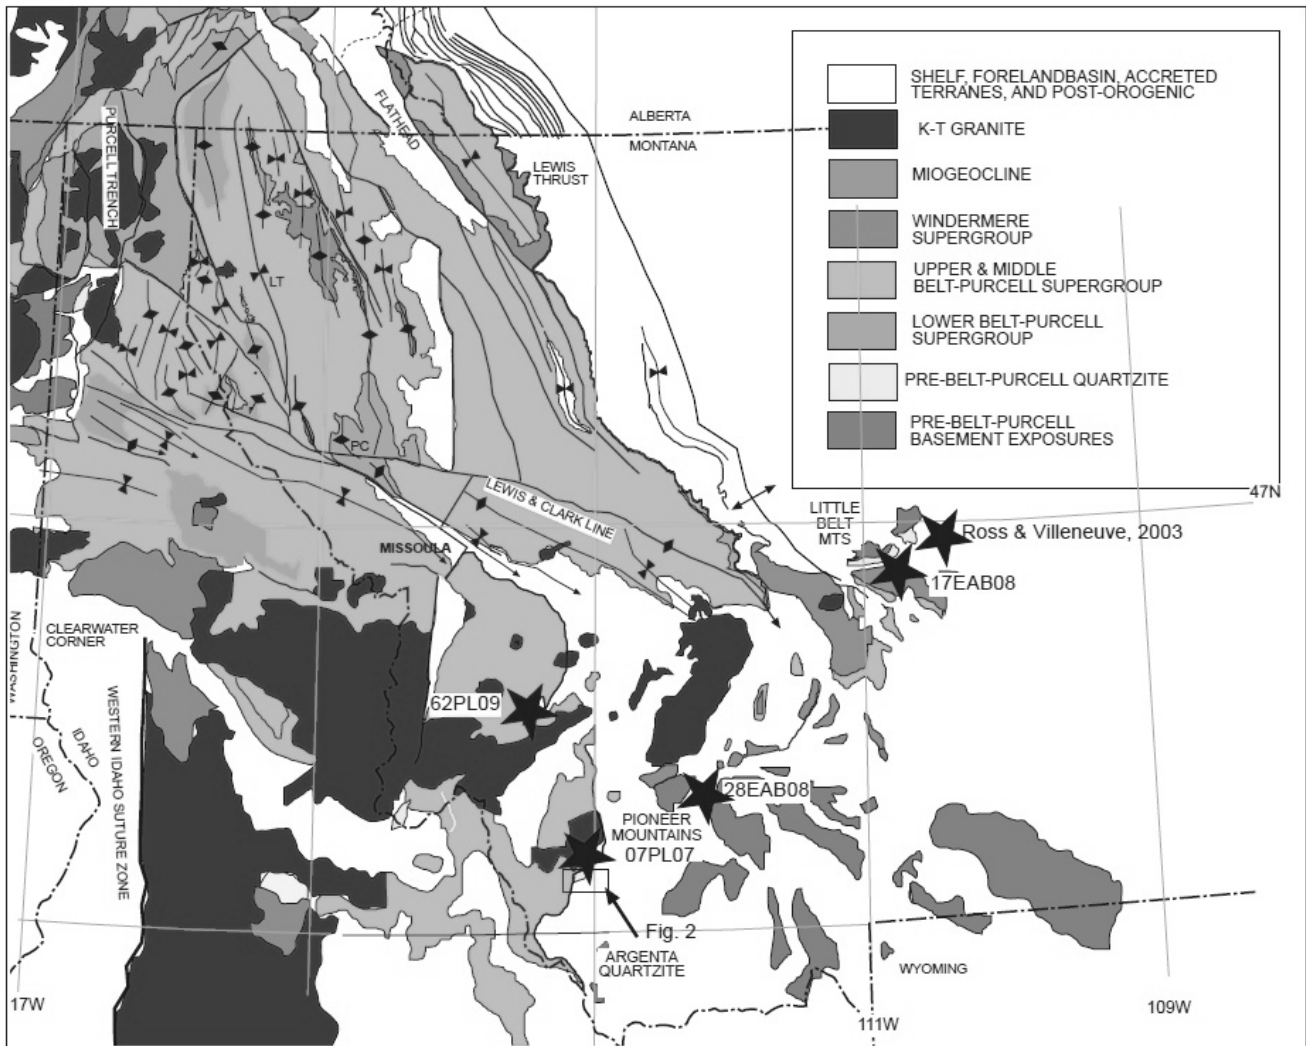 SHELF, FORELANDBASIN, ACCRETED
TERRANES, AND POST-OROGENIC
K-T GRANITE
MIOGEOCLINE
WINDERMERE
SUPERGROUP
UPPER & MIDDLE
BELT-PURCELL SUPERGROUP
LOWER BELT-PURCELL
SUPERGROUP
PRE-BELT-PURCELL QUARTZITE
PRE-BELT-PURCELL
BASEMENT EXPOSURES
PURCELL TRENCH
FLATHEAD
ALBERTA
MONTANA
LEWIS
THRUST
LT
PC
LEWIS & CLARK LINE
MISSOULA
47N
LITTLE
BELT
MTS
Ross & Villeneuve, 2003
17EAB08
CLEARWATER
CORNER
WASHINGTON
IDAHO
OREGON
WESTERN IDAHO SUTURE ZONE
62PL09
28EAB08
PIONEER
MOUNTAINS
07PL07
Fig. 2
ARGENTA
QUARTZITE
WYOMING
17W
111W
109W